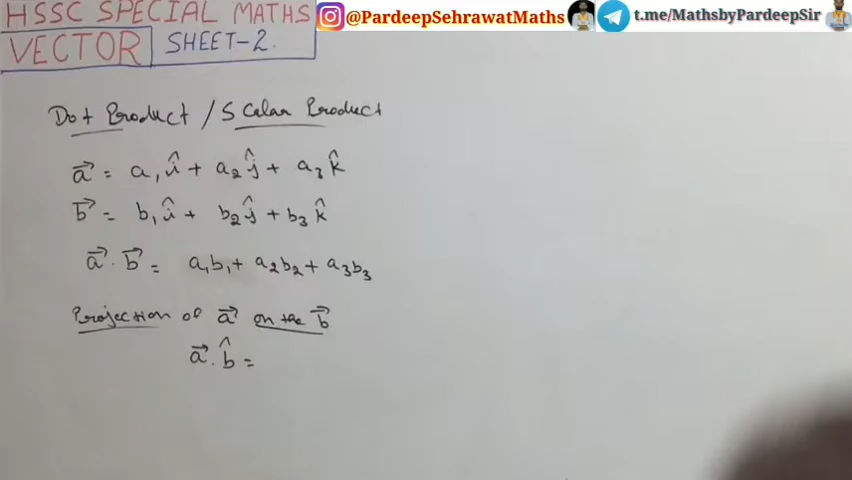 HSSC SPECIAL MATHS
@PardeepSehrawatMaths
t.me/MathsbyPardeepSir
VECTOR SHEET-2.
Dot Product / Scalar Product
a⃗ = a₁î + a₂ĵ + a₃k̂
b⃗ = b₁î + b₂ĵ + b₃k̂
a⃗ . b⃗ = a₁b₁ + a₂b₂ + a₃b₃
Projection of a⃗ on the b⃗
a⃗ . b̂ =